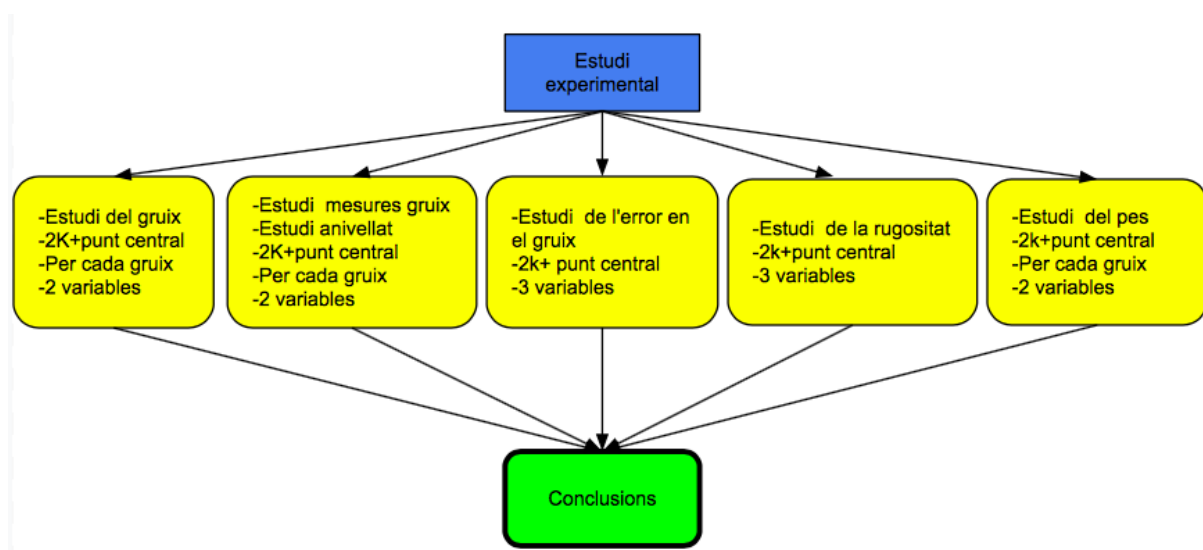 Estudi
experimental
-Estudi del gruix
-2K+punt central
-Per cada gruix
-2 variables
-Estudi mesures gruix
-Estudi anivellat
-2K+punt central
-Per cada gruix
-2 variables
-Estudi de l'error en
el gruix
-2k+ punt central
-3 variables
-Estudi de la rugositat
-2k+punt central
-3 variables
-Estudi del pes
-2k+punt central
-Per cada gruix
-2 variables
Conclusions